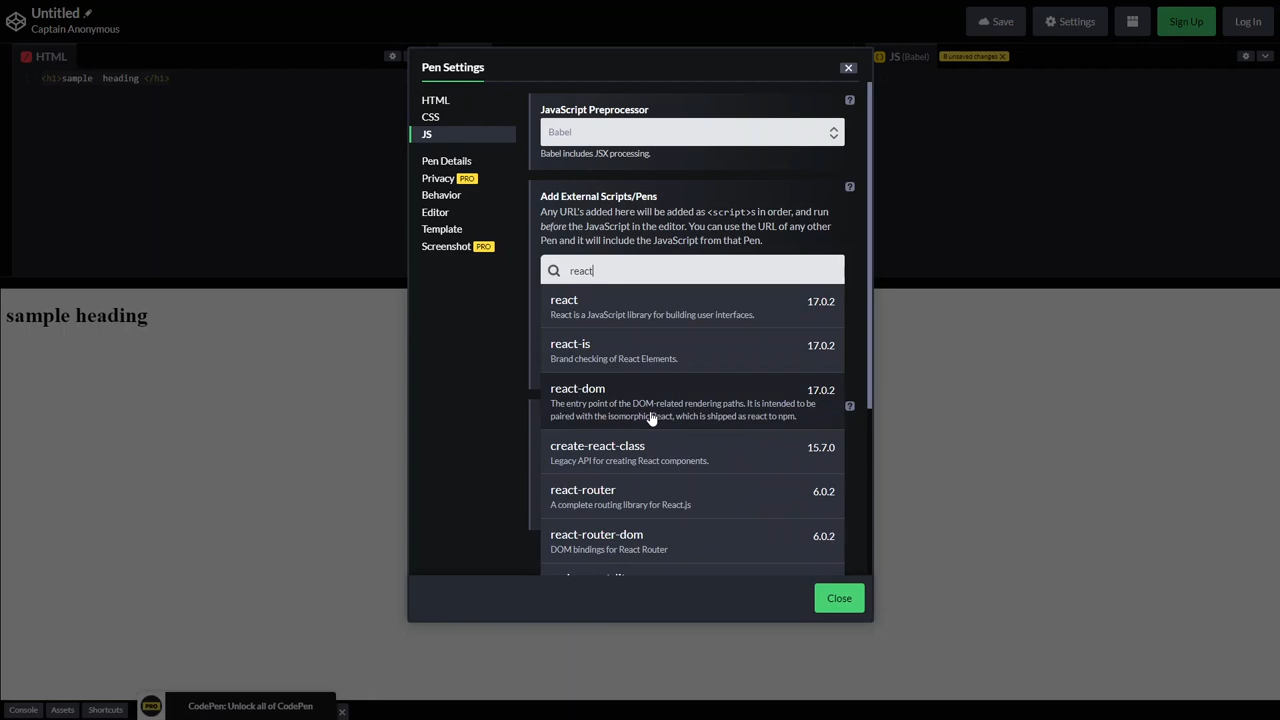 Untitled
Captain Anonymous
Save
Settings
Sign Up
Log In
HTML
JS (Babel)
8 unsaved changes X
1
<h1>sample heading </h1>
Pen Settings
HTML
CSS
JS
Pen Details
Privacy PRO
Behavior
Editor
Template
Screenshot PRO
JavaScript Preprocessor
?
Babel
Babel includes JSX processing.
Add External Scripts/Pens
?
Any URL's added here will be added as <script>s in order, and run
before the JavaScript in the editor. You can use the URL of any other
Pen and it will include the JavaScript from that Pen.
react
react 17.0.2
React is a JavaScript library for building user interfaces.
react-is 17.0.2
Brand checking of React Elements.
react-dom 17.0.2
The entry point of the DOM-related rendering paths. It is intended to be
paired with the isomorphic React, which is shipped as react to npm.
?
create-react-class 15.7.0
Legacy API for creating React components.
react-router 6.0.2
A complete routing library for React.js
react-router-dom 6.0.2
DOM bindings for React Router
Close
sample heading
Console
Assets
Shortcuts
PRO
CodePen: Unlock all of CodePen